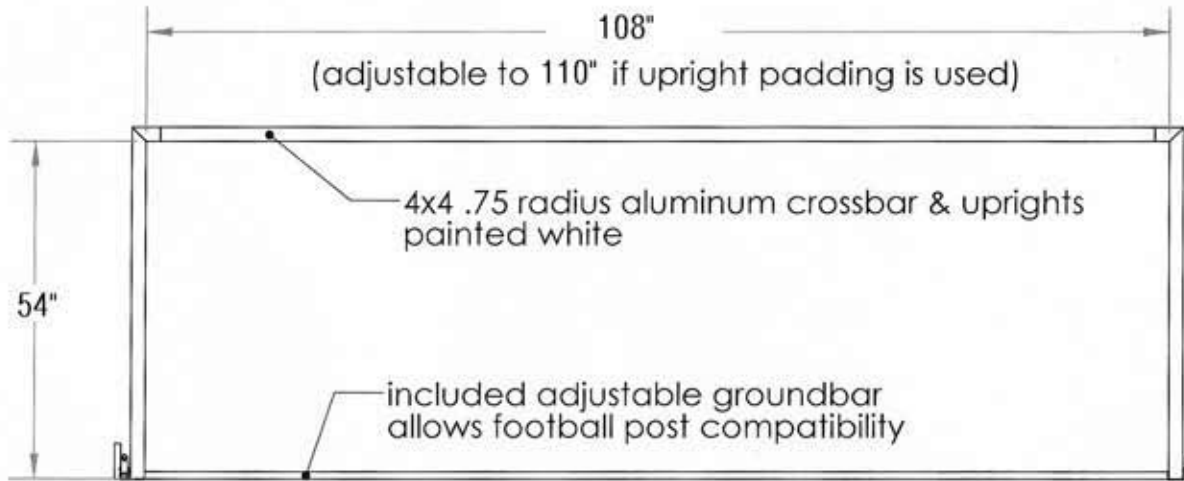 108"
(adjustable to 110" if upright padding is used)
4x4 .75 radius aluminum crossbar & uprights
painted white
54"
included adjustable groundbar
allows football post compatibility